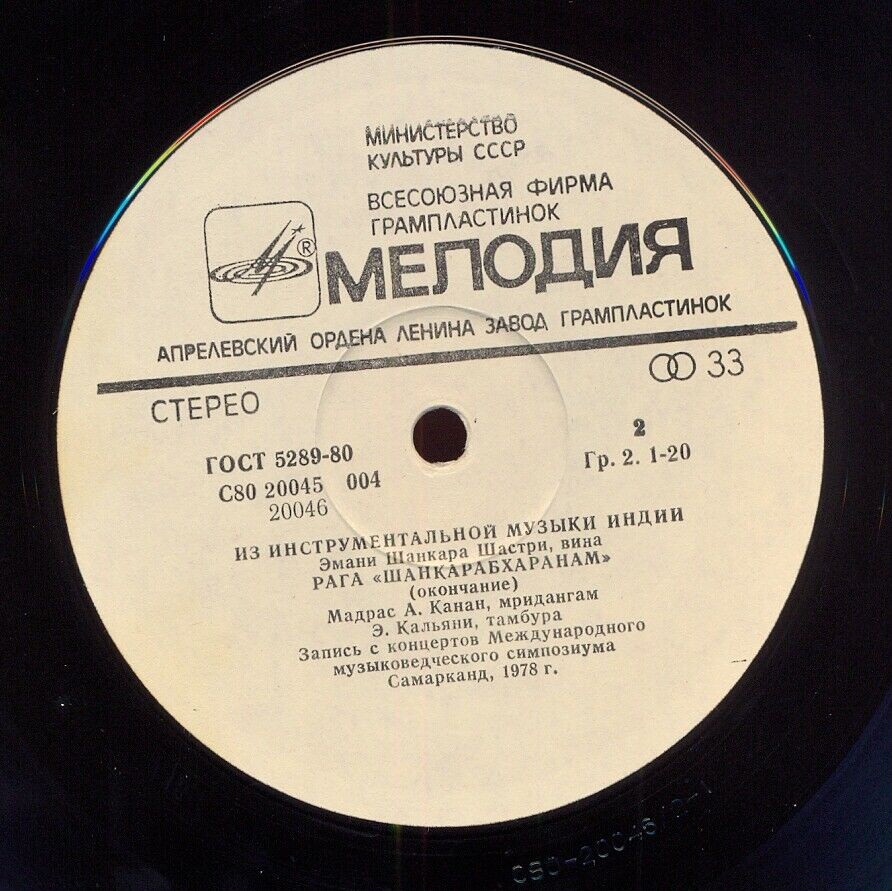 МИНИСТЕРСТВО
КУЛЬТУРЫ СССР
ВСЕСОЮЗНАЯ ФИРМА
ГРАМПЛАСТИНОК
® МЕЛОДИЯ
АПРЕЛЕВСКИЙ ОРДЕНА ЛЕНИНА ЗАВОД ГРАМПЛАСТИНОК
СТЕРЕО
33
ГОСТ 5289-80
2
С80 20045 004
Гр. 2. 1-20
20046
ИЗ ИНСТРУМЕНТАЛЬНОЙ МУЗЫКИ ИНДИИ
Эмани Шанкара Шастри, вина
РАГА «ШАНКАРАБХАРАНАМ»
(окончание)
Мадрас А. Канан, мридангам
Э. Кальяни, тамбура
Запись с концертов Международного
музыковедческого симпозиума
Самарканд, 1978 г.